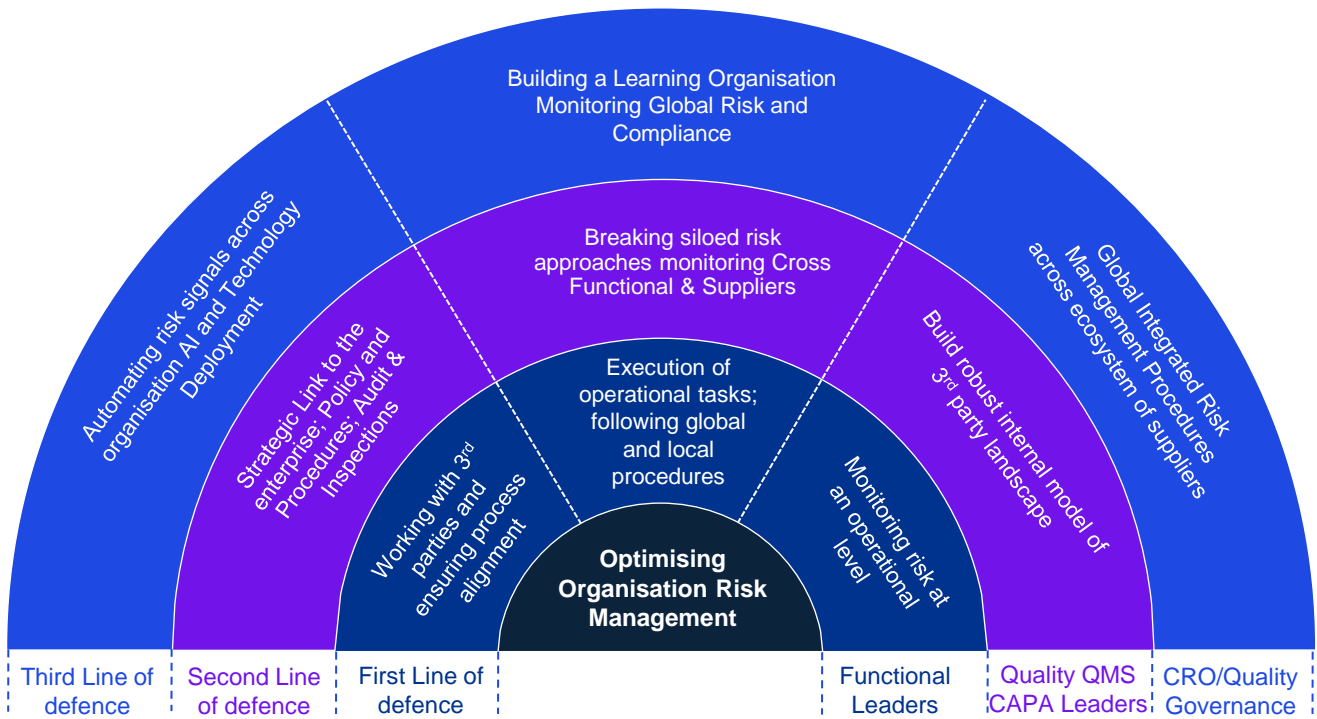 Building a Learning Organisation
Monitoring Global Risk and
Compliance
Automating risk signals across
organisation AI and Technology
Deployment
Global Integrated Risk
Management Procedures
across ecosystem of suppliers
Breaking siloed risk
approaches monitoring Cross
Functional & Suppliers
Strategic Link to the
enterprise; Policy and
Procedures; Audit &
Inspections
Build robust internal model of
3rd party landscape
Execution of
operational tasks;
following global
and local
procedures
Working with 3rd
parties and
ensuring process
alignment
Monitoring risk at
an operational
level
Optimising
Organisation Risk
Management
Third Line of
defence
Second Line
of defence
First Line of
defence
Functional
Leaders
Quality QMS
CAPA Leaders
CRO/Quality
Governance